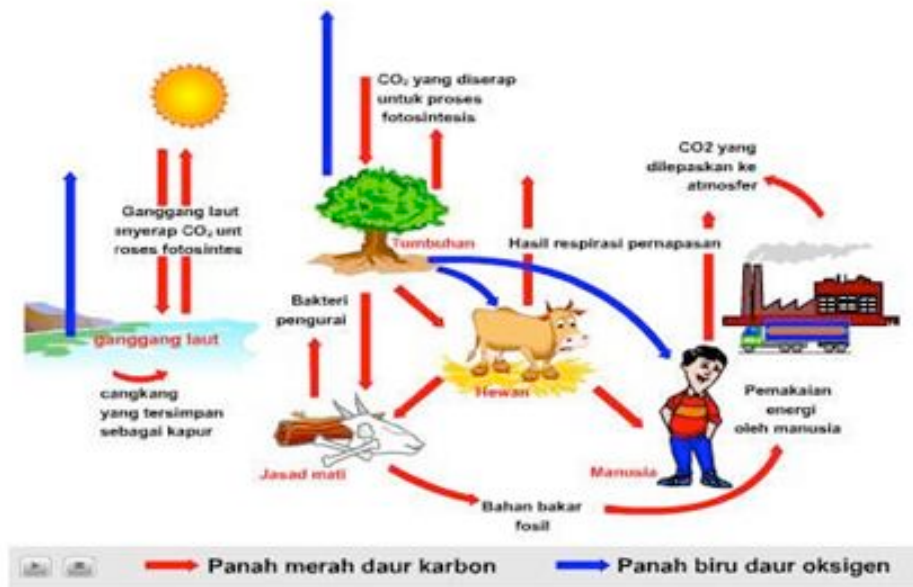 CO₂ yang diserap
untuk proses
fotosintesis
CO2 yang
dilepaskan ke
atmosfer
Ganggang laut
nyerap CO₂ unt
roses fotosintes
Tumbuhan
Hasil respirasi pernapasan
Bakteri
pengurai
ganggang laut
cangkang
yang tersimpan
sebagai kapur
Hewan
Pemakaian
energi
oleh manusia
Jasad mati
Manusia
Bahan bakar
fosil
Panah merah daur karbon
Panah biru daur oksigen